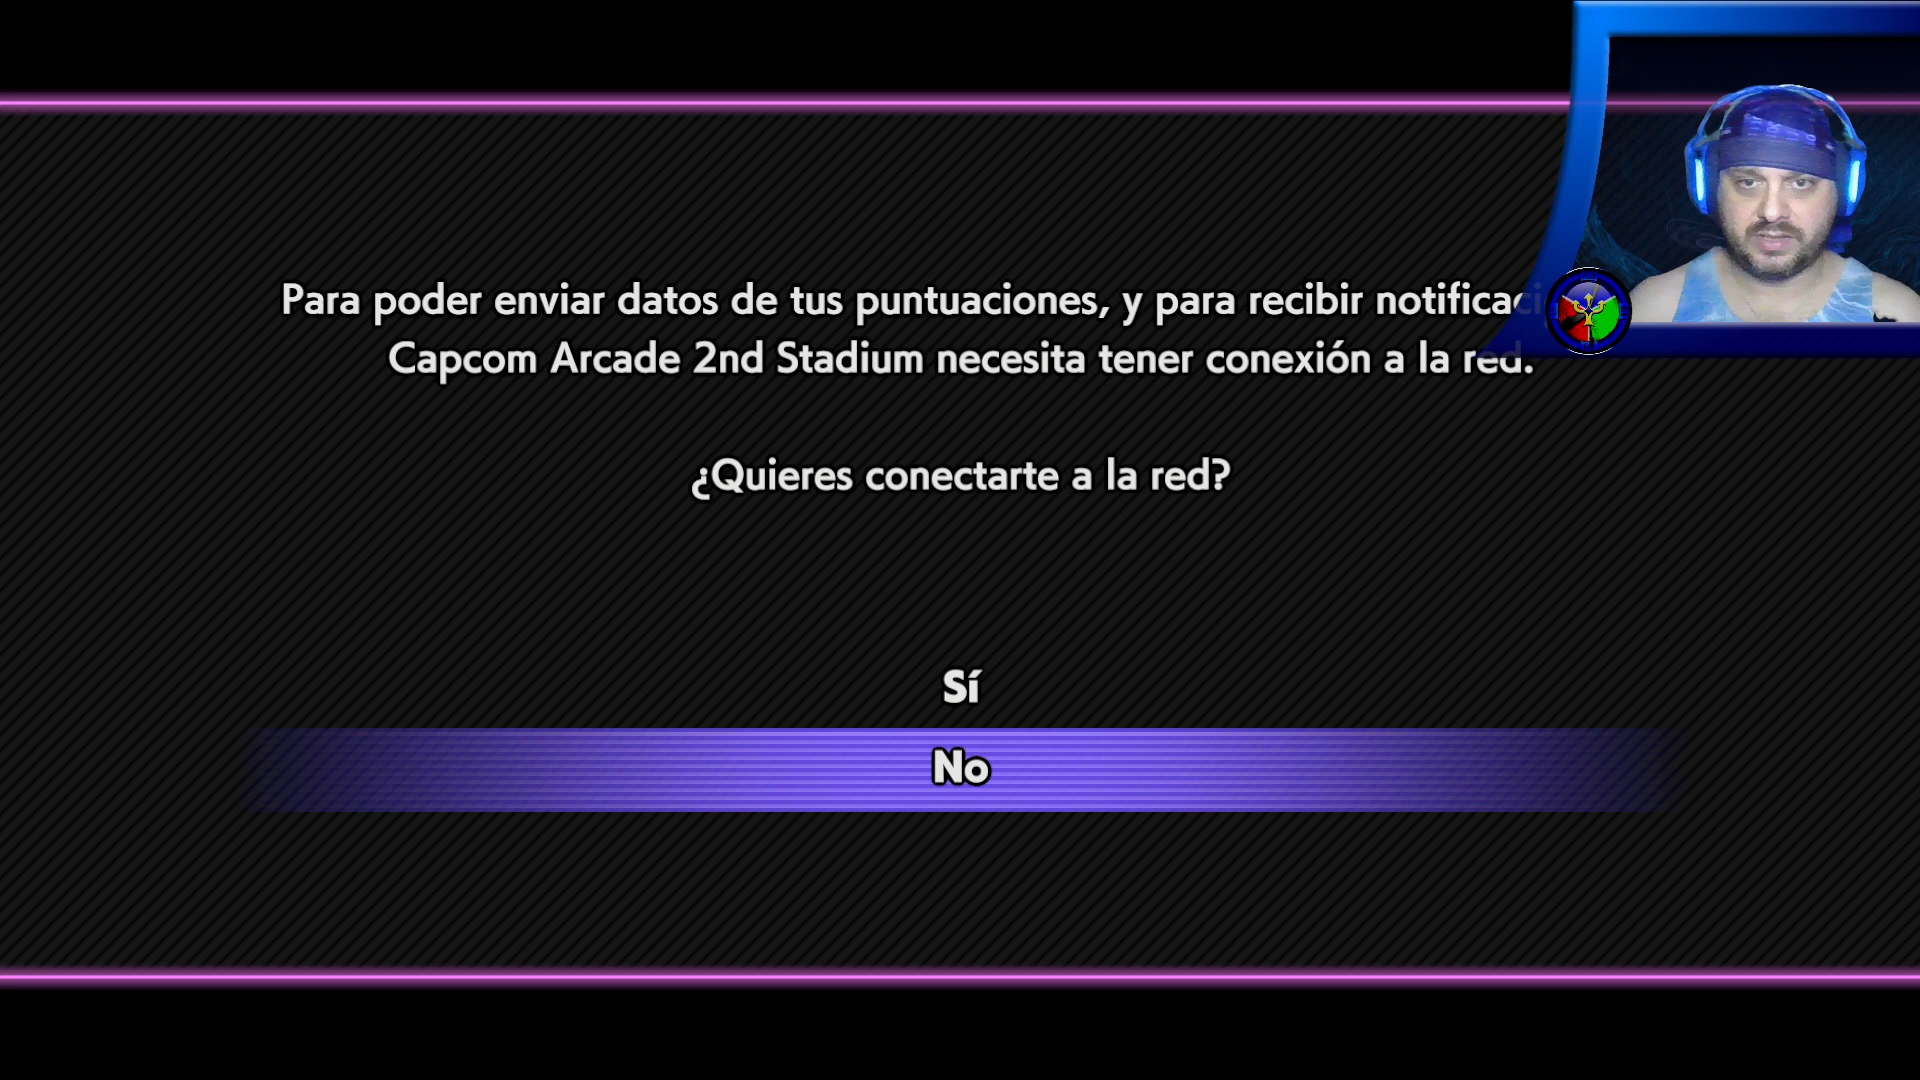 Para poder enviar datos de tus puntuaciones, y para recibir
Capcom Arcade 2nd Stadium necesita tener conexión a la red.
¿Quieres conectarte a la red?
Sí
No